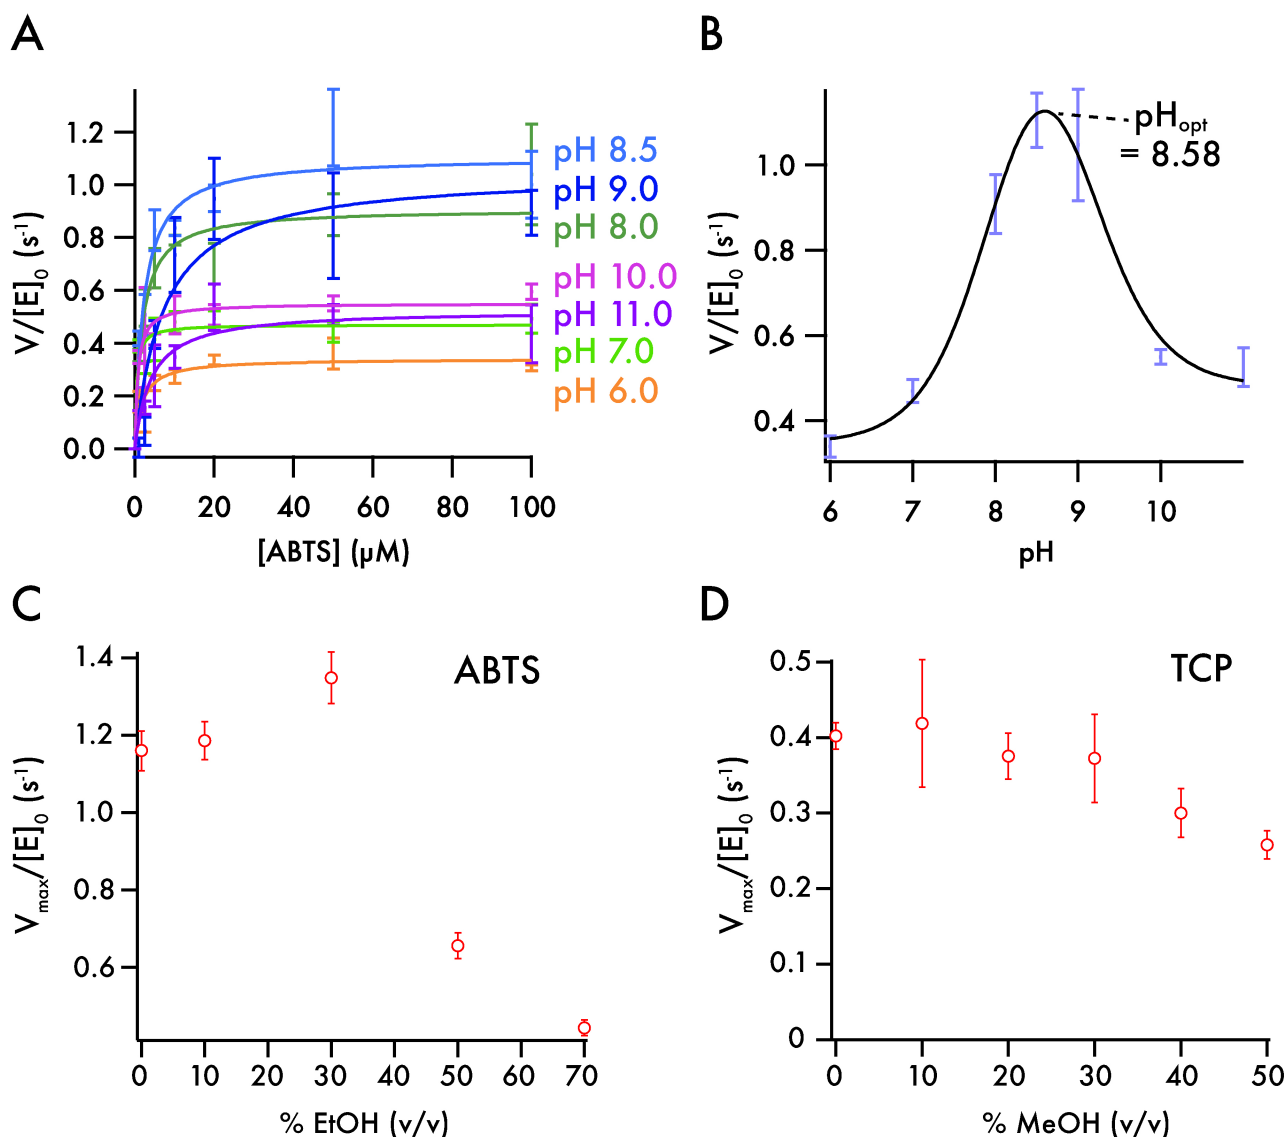 A
V/[E]₀ (s⁻¹)
1.2
1.0
0.8
0.6
0.4
0.2
0.0
pH 8.5
pH 9.0
pH 8.0
pH 10.0
pH 11.0
pH 7.0
pH 6.0
0 20 40 60 80 100
[ABTS] (µM)
B
V/[E]₀ (s⁻¹)
1.0
0.8
0.6
0.4
pHopt
= 8.58
6 7 8 9 10
pH
C
ABTS
Vmax/[E]₀ (s⁻¹)
1.4
1.2
1.0
0.8
0.6
0 10 20 30 40 50 60 70
% EtOH (v/v)
D
TCP
Vmax/[E]₀ (s⁻¹)
0.5
0.4
0.3
0.2
0.1
0
0 10 20 30 40 50
% MeOH (v/v)